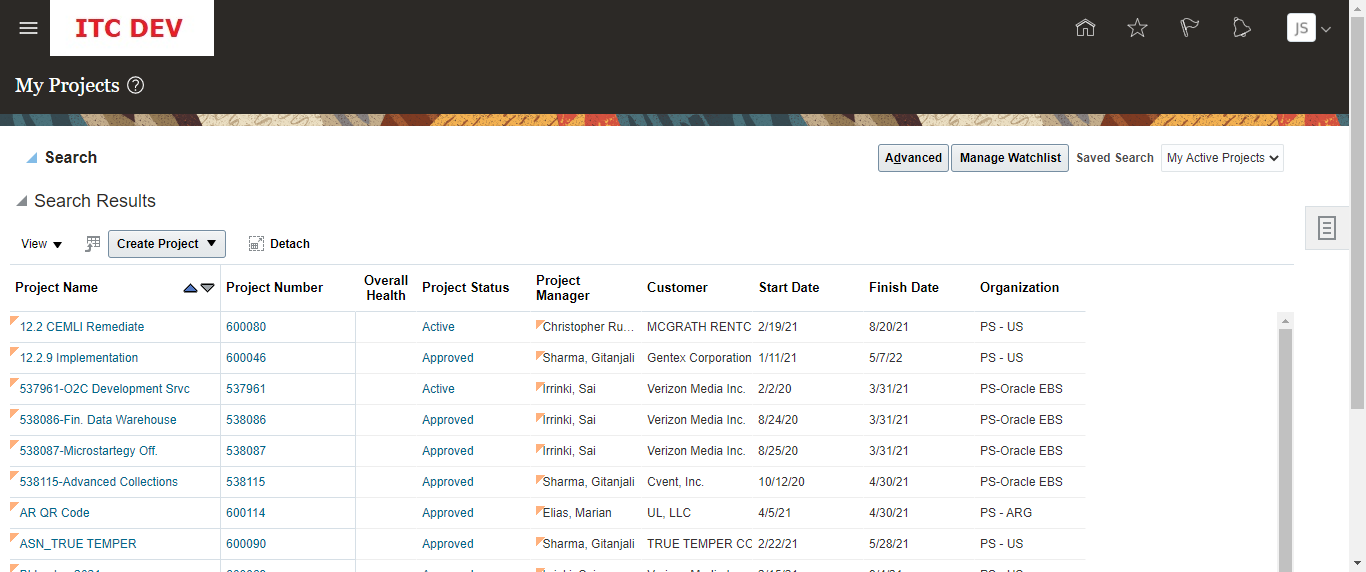 ITC DEV
JS
My Projects ?
Search
Advanced Manage Watchlist Saved Search My Active Projects
Search Results
View Create Project Detach
Project Name Project Number Overall Health Project Status Project Manager Customer Start Date Finish Date Organization
12.2 CEMLI Remediate 600080 Active Christopher Ru... MCGRATH RENTC 2/19/21 8/20/21 PS - US
12.2.9 Implementation 600046 Approved Sharma, Gitanjali Gentex Corporation 1/11/21 5/7/22 PS - US
537961-O2C Development Srvc 537961 Active Irrinki, Sai Verizon Media Inc. 2/2/20 3/31/21 PS-Oracle EBS
538086-Fin. Data Warehouse 538086 Approved Irrinki, Sai Verizon Media Inc. 8/24/20 3/31/21 PS-Oracle EBS
538087-Microstartegy Off. 538087 Approved Irrinki, Sai Verizon Media Inc. 8/25/20 3/31/21 PS-Oracle EBS
538115-Advanced Collections 538115 Approved Sharma, Gitanjali Cvent, Inc. 10/12/20 4/30/21 PS-Oracle EBS
AR QR Code 600114 Approved Elias, Marian UL, LLC 4/5/21 4/30/21 PS - ARG
ASN_TRUE TEMPER 600090 Approved Sharma, Gitanjali TRUE TEMPER CO 2/22/21 5/28/21 PS - US